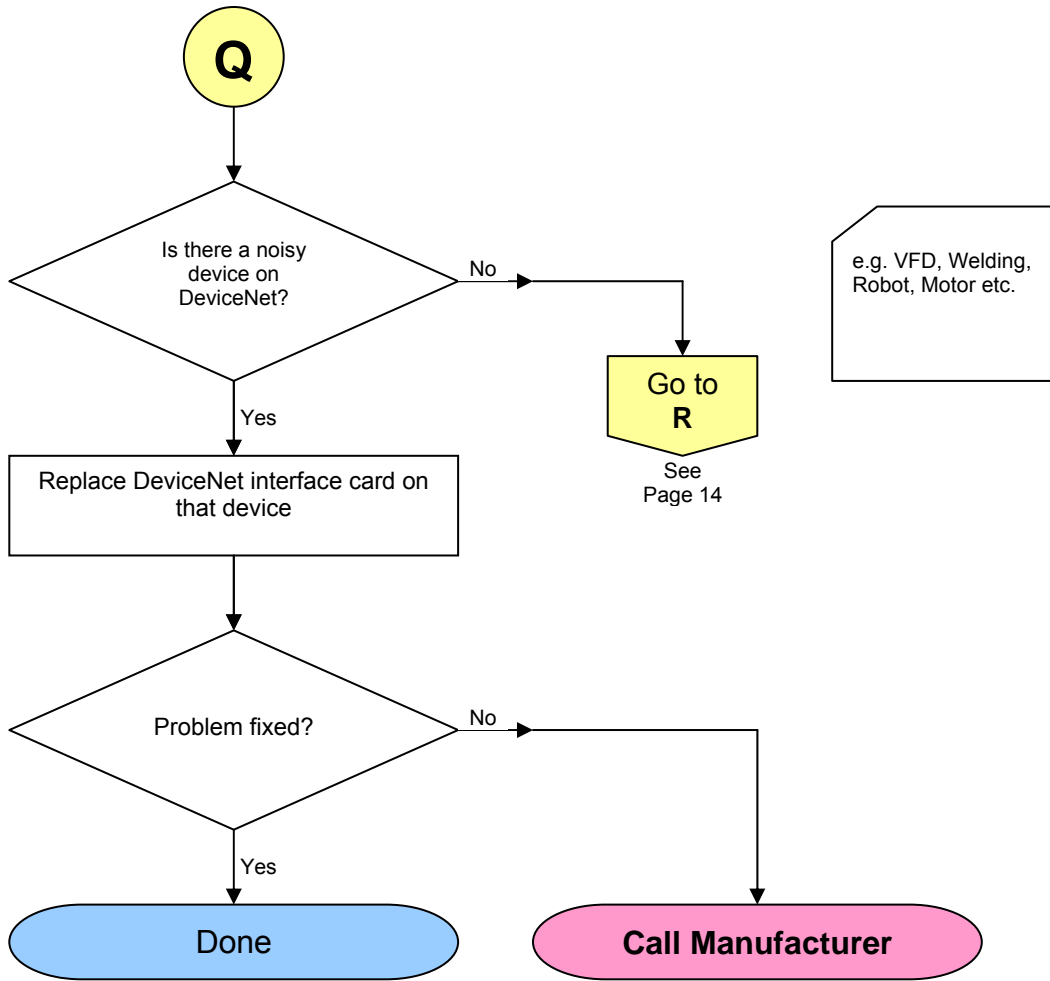 Q
Is there a noisy
device on
DeviceNet?
No
e.g. VFD, Welding,
Robot, Motor etc.
Go to
R
See
Page 14
Yes
Replace DeviceNet interface card on
that device
Problem fixed?
No
Yes
Done
Call Manufacturer